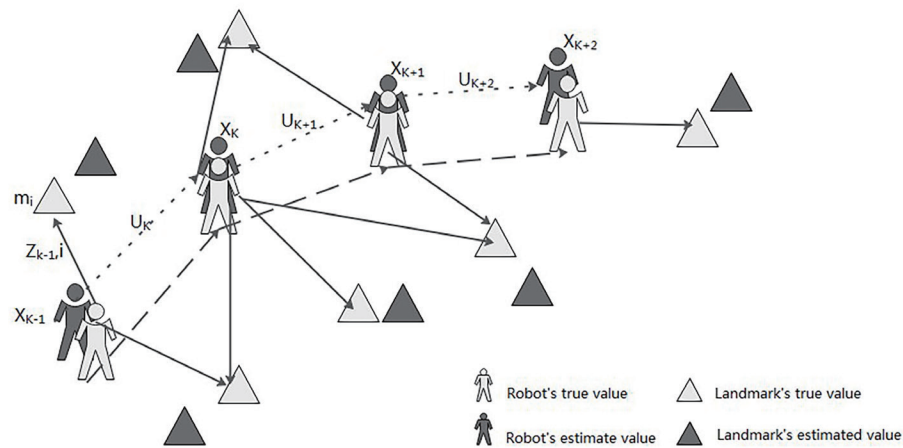 X_{K+2}
X_{K+1}
U_{K+2}
U_{K+1}
X_K
m_i
U_K
Z_{k-1},i
X_{K-1}
Robot's true value
Landmark's true value
Robot's estimate value
Landmark's estimated value